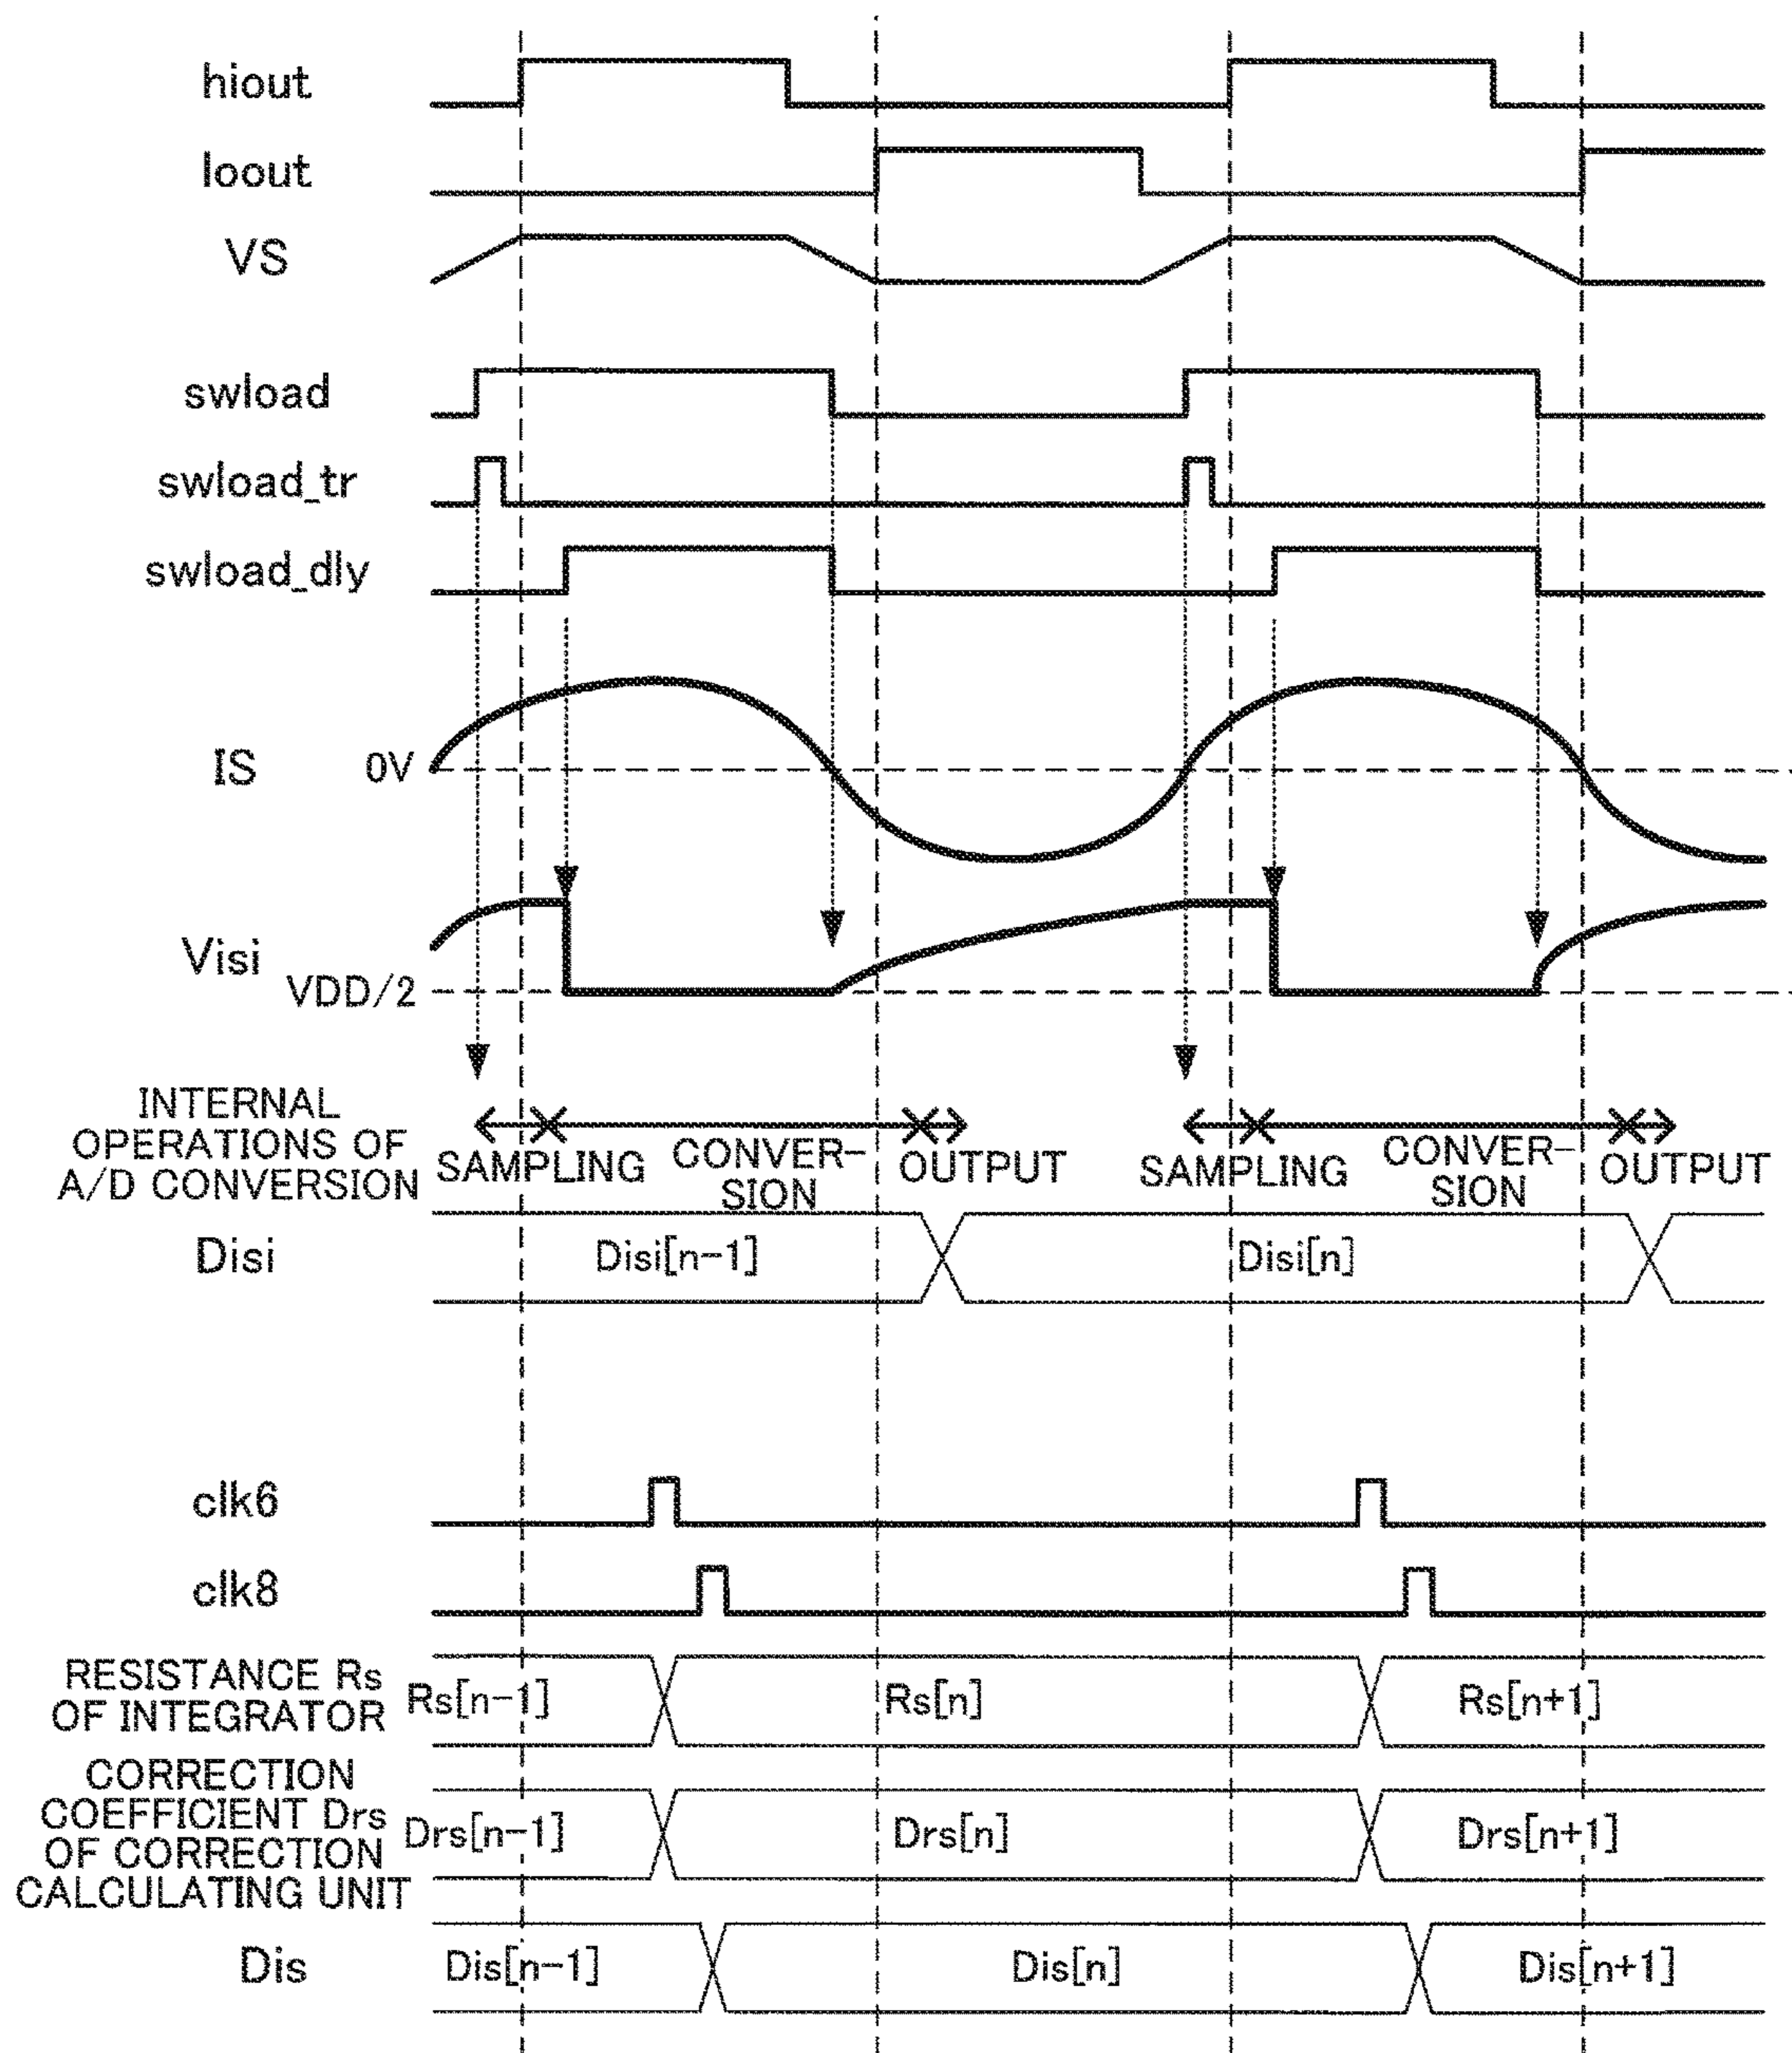 hiout
loout
VS
swload
swload_tr
swload_dly
IS 0V
Visi
VDD/2
INTERNAL
OPERATIONS OF
A/D CONVERSION
SAMPLING CONVER-
SION OUTPUT SAMPLING CONVER-
SION OUTPUT
Disi Disi[n-1] Disi[n]
clk6
clk8
RESISTANCE Rs
OF INTEGRATOR Rs[n-1] Rs[n] Rs[n+1]
CORRECTION
COEFFICIENT Drs
OF CORRECTION
CALCULATING UNIT Drs[n-1] Drs[n] Drs[n+1]
Dis Dis[n-1] Dis[n] Dis[n+1]